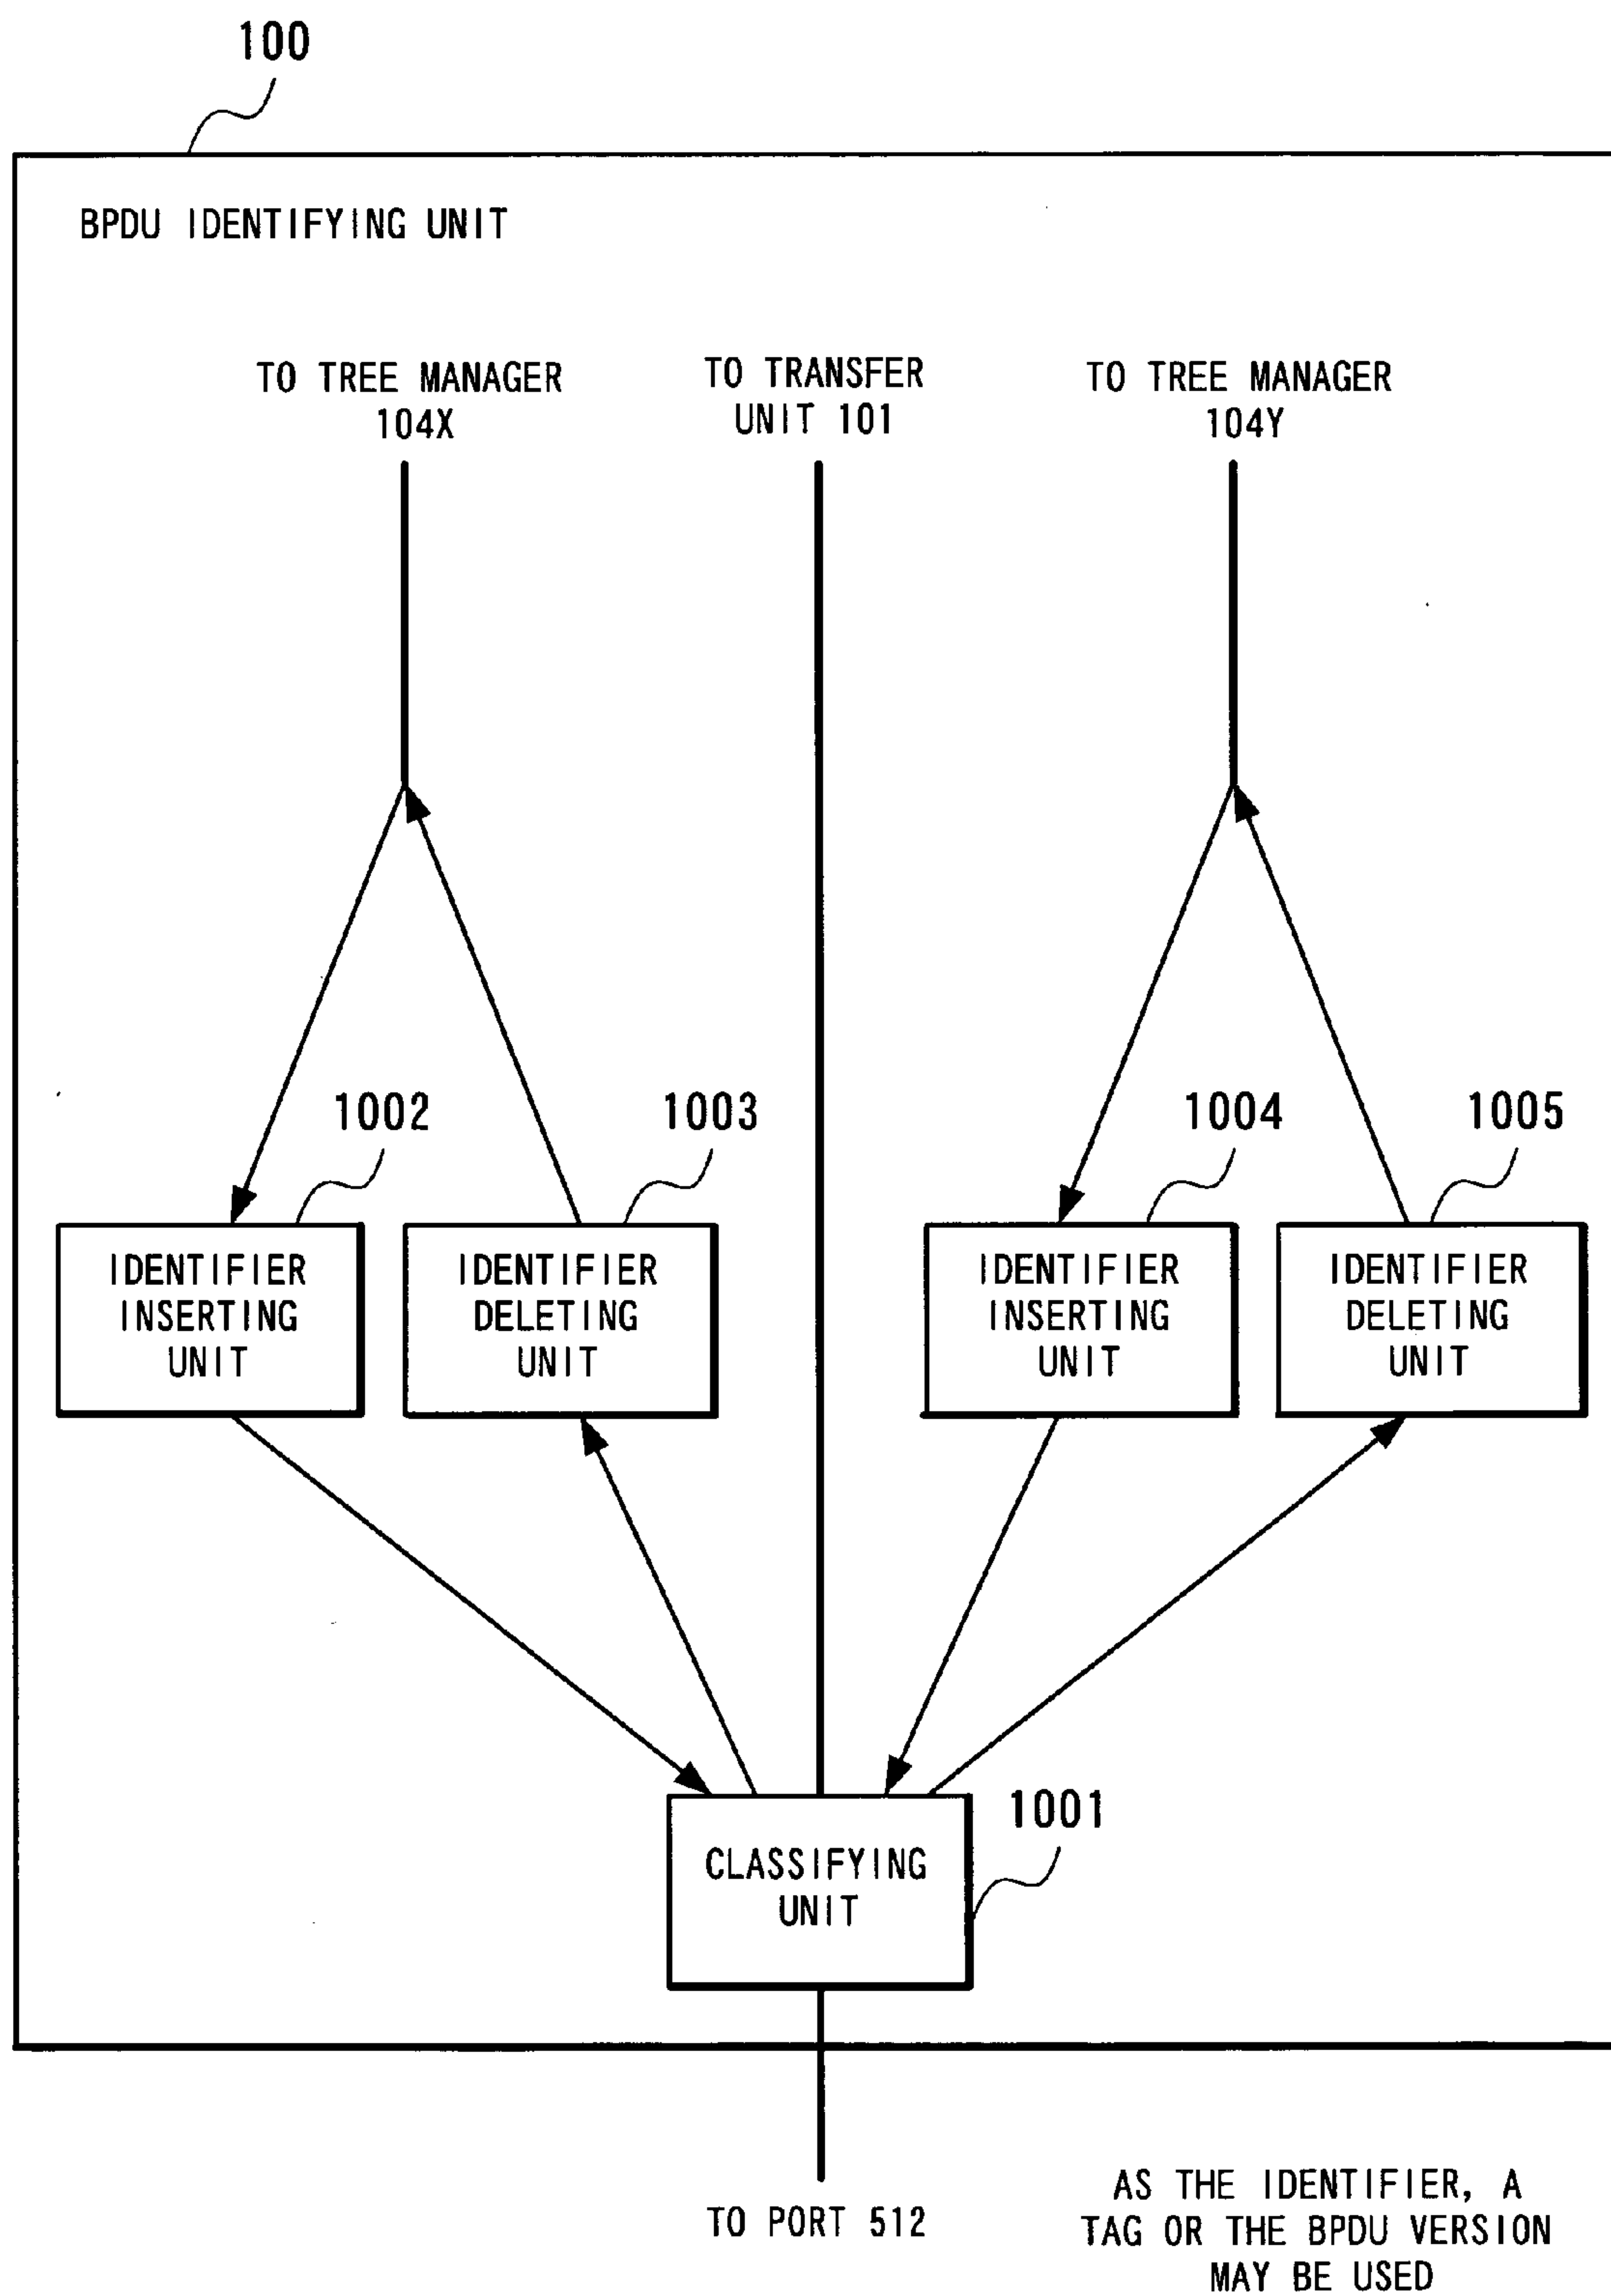 100
BPDU IDENTIFYING UNIT
TO TREE MANAGER
104X
TO TRANSFER
UNIT 101
TO TREE MANAGER
104Y
1002
1003
1004
1005
IDENTIFIER
INSERTING
UNIT
IDENTIFIER
DELETING
UNIT
IDENTIFIER
INSERTING
UNIT
IDENTIFIER
DELETING
UNIT
1001
CLASSIFYING
UNIT
TO PORT 512
AS THE IDENTIFIER, A
TAG OR THE BPDU VERSION
MAY BE USED